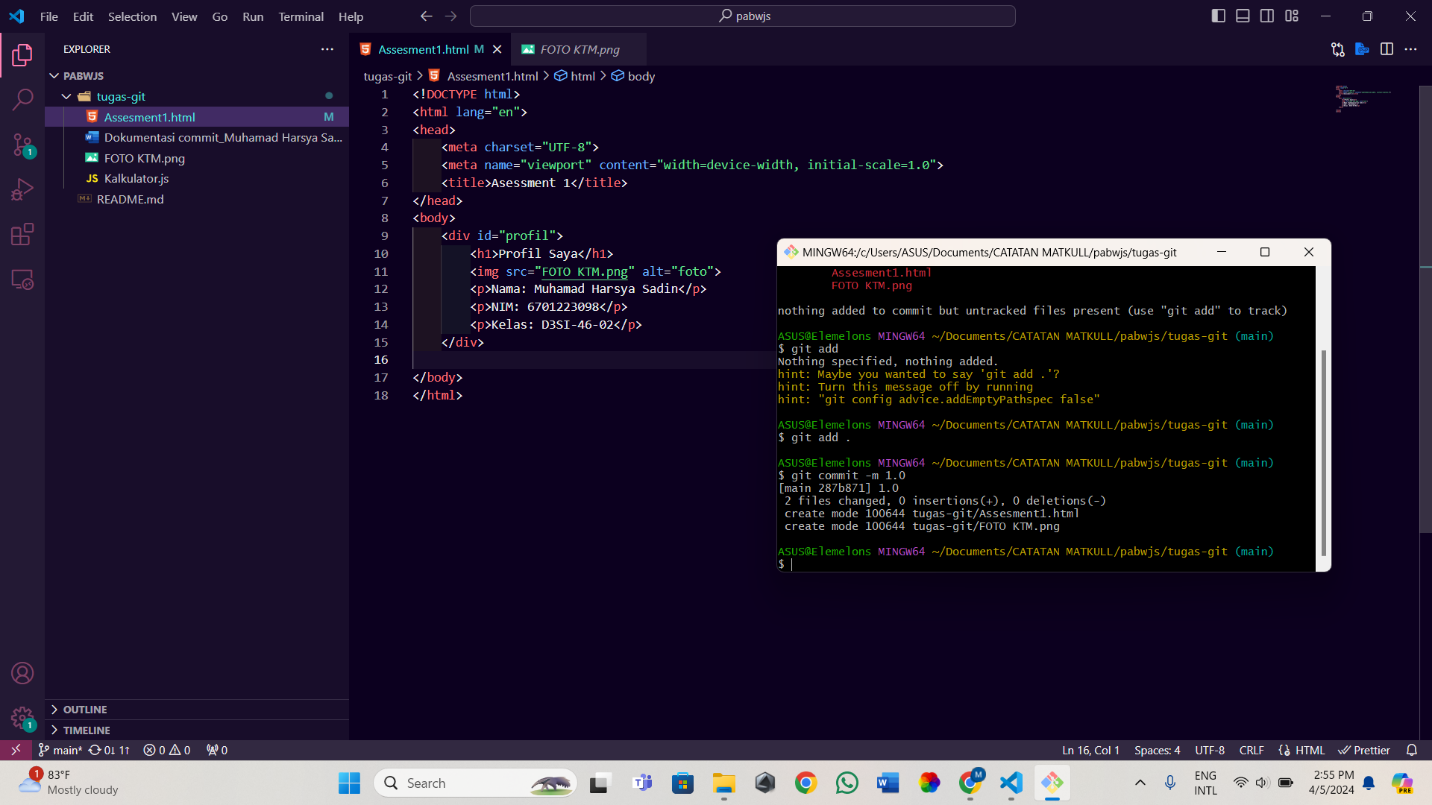 File Edit Selection View Go Run Terminal Help
pabwjs
EXPLORER
PABWJS
tugas-git
Assesment1.html M
Dokumentasi commit_Muhamad Harsya Sa...
FOTO KTM.png
JS Kalkulator.js
README.md
OUTLINE
TIMELINE
1
1
Assesment1.html M
FOTO KTM.png
tugas-git > Assesment1.html > html > body
1 <!DOCTYPE html>
2 <html lang="en">
3 <head>
4 <meta charset="UTF-8">
5 <meta name="viewport" content="width=device-width, initial-scale=1.0">
6 <title>Asessment 1</title>
7 </head>
8 <body>
9 <div id="profil">
10 <h1>Profil Saya</h1>
11 <img src="FOTO KTM.png" alt="foto">
12 <p>Nama: Muhamad Harsya Sadin</p>
13 <p>NIM: 6701223098</p>
14 <p>Kelas: D3SI-46-02</p>
15 </div>
16
17 </body>
18 </html>
MINGW64:/c/Users/ASUS/Documents/CATATAN MATKULL/pabwjs/tugas-git
Assesment1.html
FOTO KTM.png
nothing added to commit but untracked files present (use "git add" to track)
ASUS@Elemelons MINGW64 ~/Documents/CATATAN MATKULL/pabwjs/tugas-git (main)
$ git add
Nothing specified, nothing added.
hint: Maybe you wanted to say 'git add .'?
hint: Turn this message off by running
hint: "git config advice.addEmptyPathspec false"
ASUS@Elemelons MINGW64 ~/Documents/CATATAN MATKULL/pabwjs/tugas-git (main)
$ git add .
ASUS@Elemelons MINGW64 ~/Documents/CATATAN MATKULL/pabwjs/tugas-git (main)
$ git commit -m 1.0
[main 287b871] 1.0
2 files changed, 0 insertions(+), 0 deletions(-)
create mode 100644 tugas-git/Assesment1.html
create mode 100644 tugas-git/FOTO KTM.png
ASUS@Elemelons MINGW64 ~/Documents/CATATAN MATKULL/pabwjs/tugas-git (main)
$
main* 0↓ 1↑ 0 0 0
Ln 16, Col 1 Spaces: 4 UTF-8 CRLF HTML Prettier
1
83°F
Mostly cloudy
Search
M
ENG
INTL
2:55 PM
4/5/2024
PRE